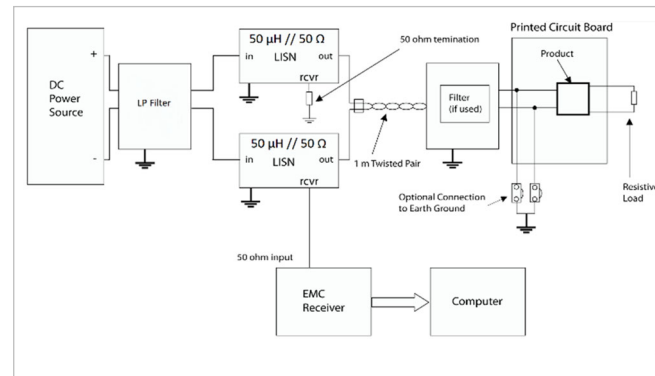 Printed Circuit Board
50 µH // 50 Ω
in
LISN
out
rcvr
50 ohm temination
Product
+
DC
Power
Source
-
LP Filter
Filter
(if used)
50 µH // 50 Ω
in
LISN
out
rcvr
1 m Twisted Pair
Optional Connection
to Earth Ground
Resistive
Load
50 ohm input
EMC
Receiver
Computer